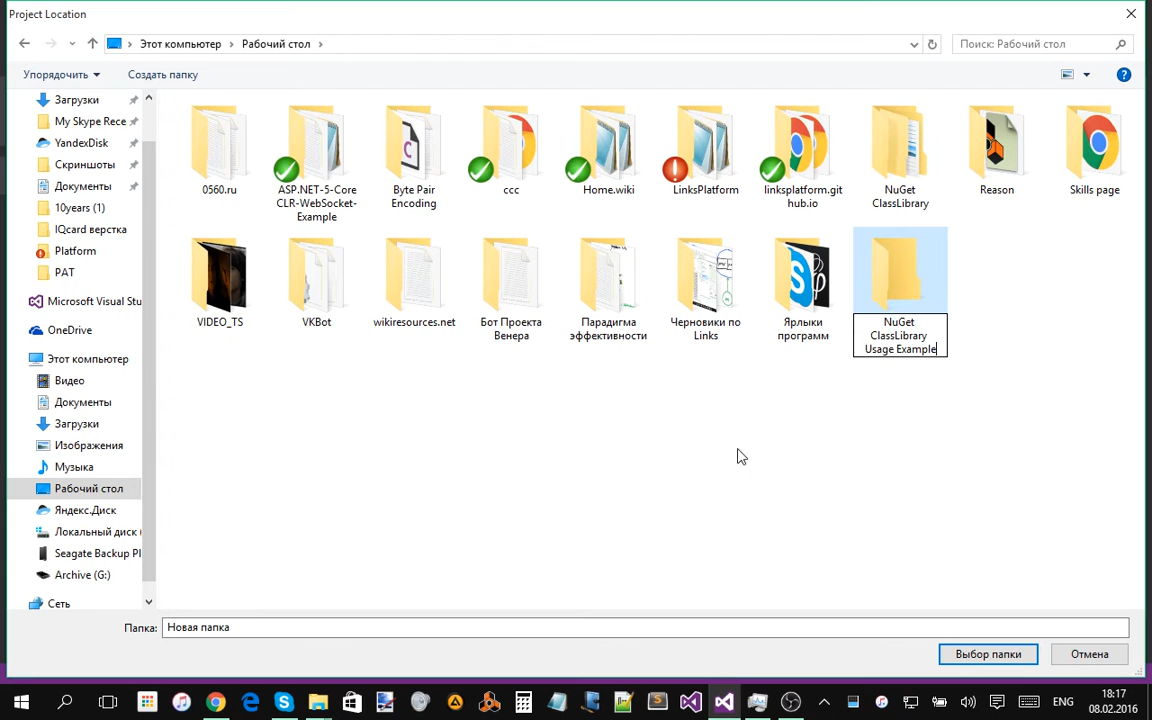 Project Location
Этот компьютер
Рабочий стол
Поиск: Рабочий стол
Упорядочить
Создать папку
Загрузки
My Skype Rece
YandexDisk
Скриншоты
Документы
10years (1)
IQcard верстка
Platform
PAT
Microsoft Visual Stu
OneDrive
Этот компьютер
Видео
Документы
Загрузки
Изображения
Музыка
Рабочий стол
Яндекс.Диск
Локальный диск (
Seagate Backup Pl
Archive (G:)
Сеть
0560.ru
ASP.NET-5-Core
CLR-WebSocket-
Example
Byte Pair
Encoding
ccc
Home.wiki
LinksPlatform
linksplatform.git
hub.io
NuGet
ClassLibrary
Reason
Skills page
VIDEO_TS
VKBot
wikiresources.net
Бот Проекта
Венера
Парадигма
эффективности
Черновики по
Links
Ярлыки
программ
NuGet
ClassLibrary
Usage Example
Папка:
Новая папка
Выбор папки
Отмена
ENG
18:17
08.02.2016